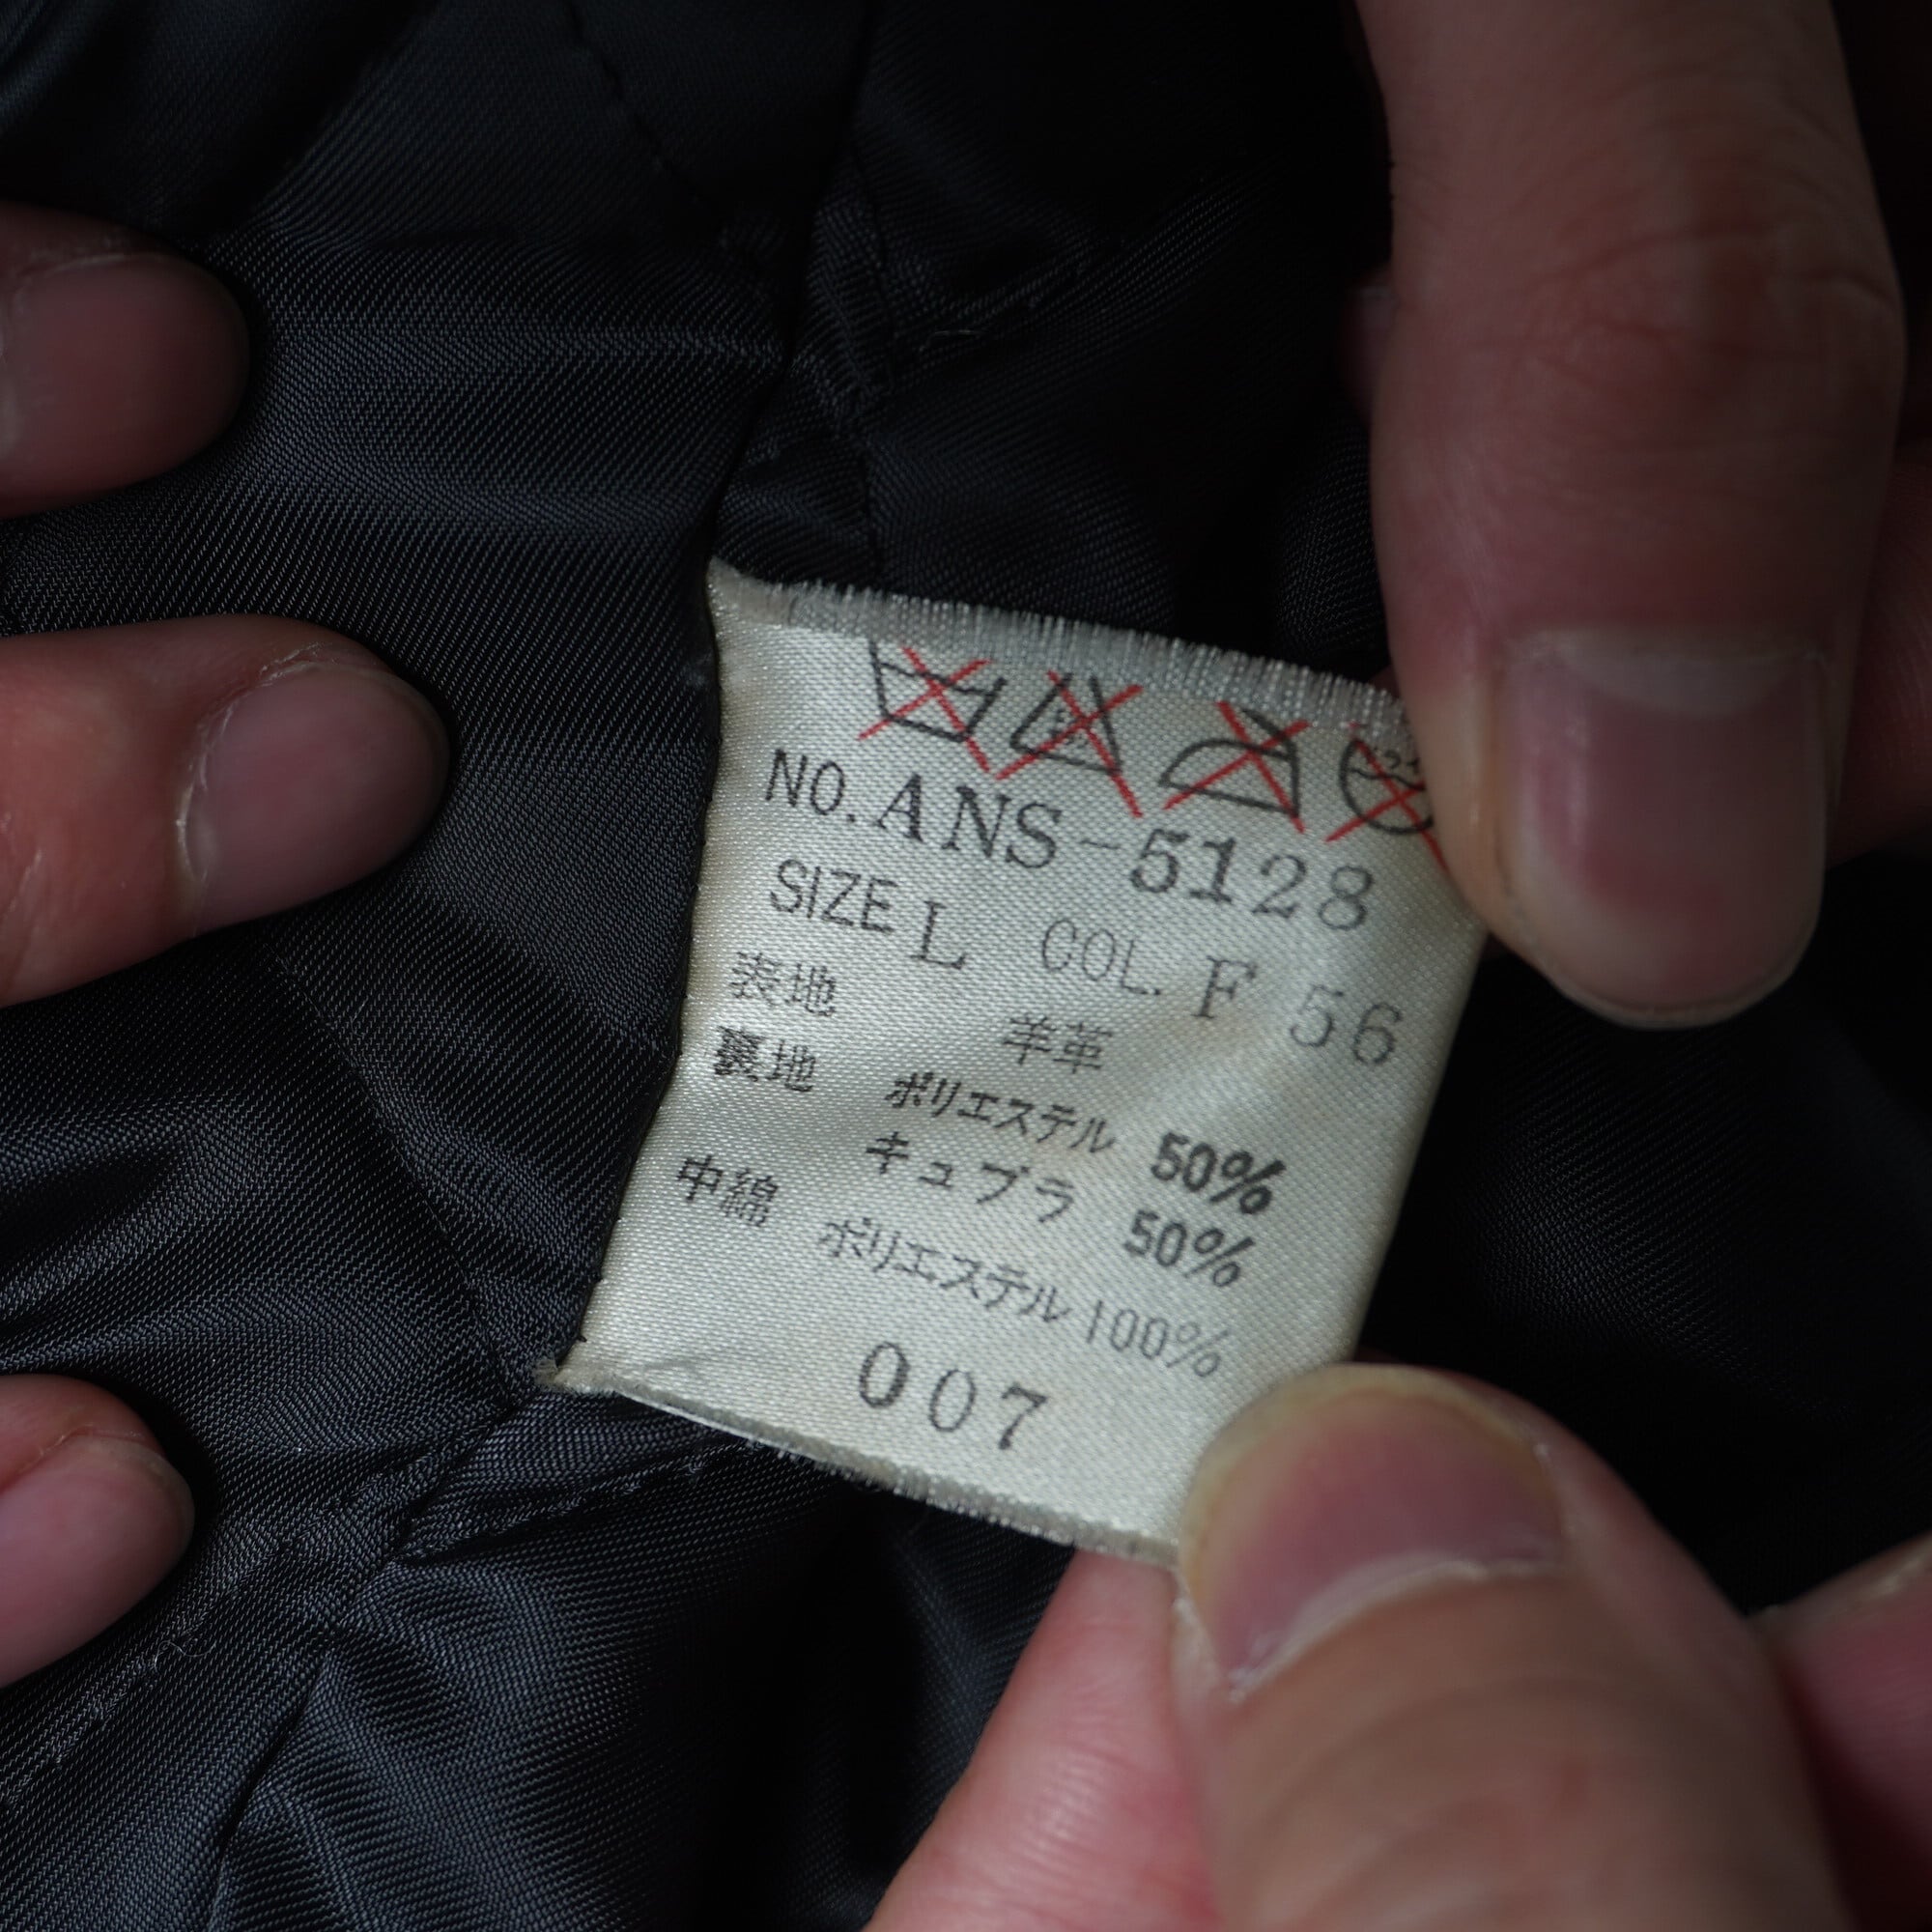 NO. ANS-5128
SIZE L COL. F 56
表地 羊革
裏地 ポリエステル 50%
キュプラ 50%
中綿 ポリエステル 100%
007